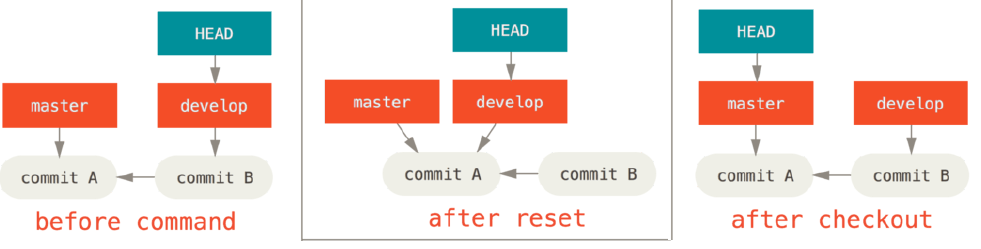 HEAD
master
develop
commit A
commit B
before command
HEAD
master
develop
commit A
commit B
after reset
HEAD
master
develop
commit A
commit B
after checkout